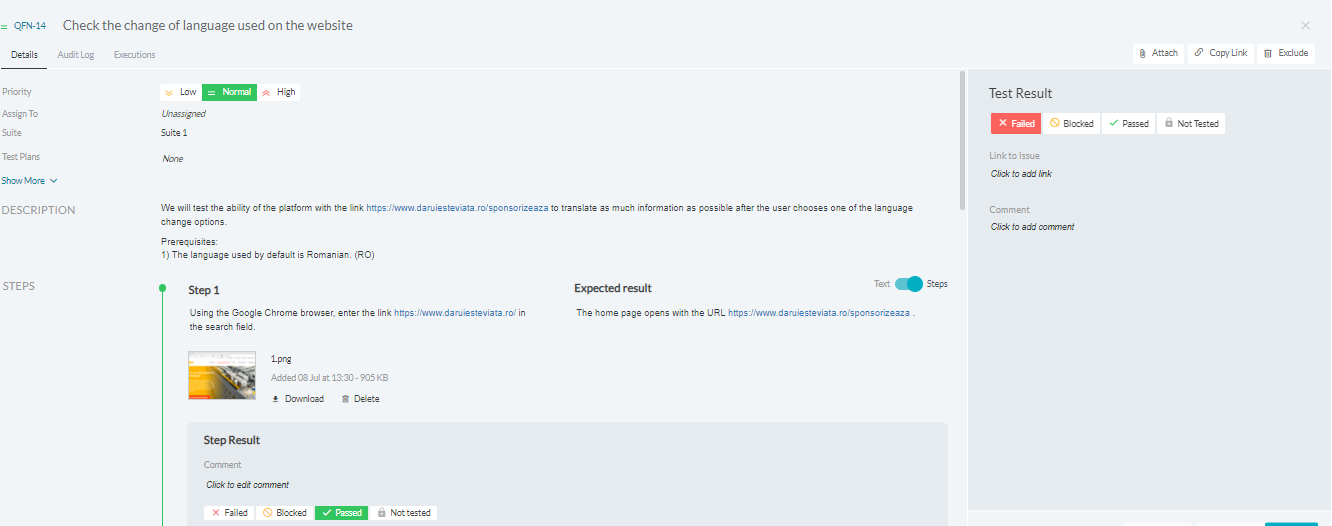 QFN-14 Check the change of language used on the website
Details Audit Log Executions
Attach Copy Link Exclude
Priority Low Normal High
Assign To Unassigned
Suite Suite 1
Test Plans None
Show More
DESCRIPTION
We will test the ability of the platform with the link https://www.daruiesteviata.ro/sponsorizeaza to translate as much information as possible after the user chooses one of the language
change options.
Prerequisites:
1) The language used by default is Romanian. (RO)
STEPS
Text Steps
Step 1
Using the Google Chrome browser, enter the link https://www.daruiesteviata.ro/ in
the search field.
Expected result
The home page opens with the URL https://www.daruiesteviata.ro/sponsorizeaza .
1.png
Added 08 Jul at 13:30 - 905 KB
Download Delete
Step Result
Comment
Click to edit comment
Failed Blocked Passed Not tested
Test Result
Failed Blocked Passed Not Tested
Link to Issue
Click to add link
Comment
Click to add comment